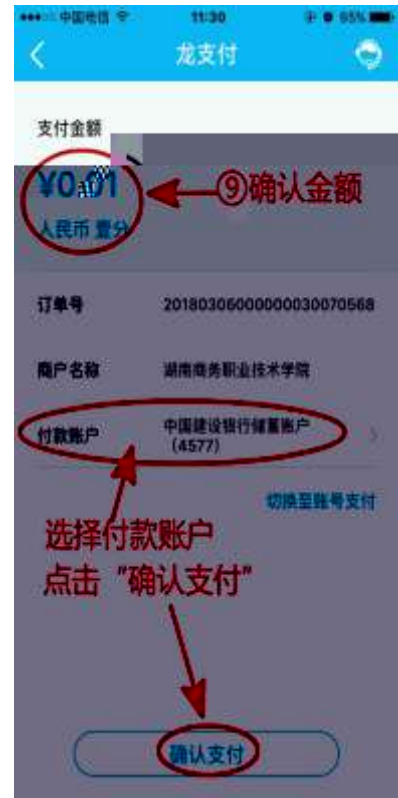 中国电信 11:30 65%
龙支付
支付金额
¥0.01
⑨确认金额
人民币 壹分
订单号 20180306000000030070568
商户名称 湖南商务职业技术学院
付款账户 中国建设银行储蓄账户
(4577)
切换至账号支付
选择付款账户
点击“确认支付”
确认支付